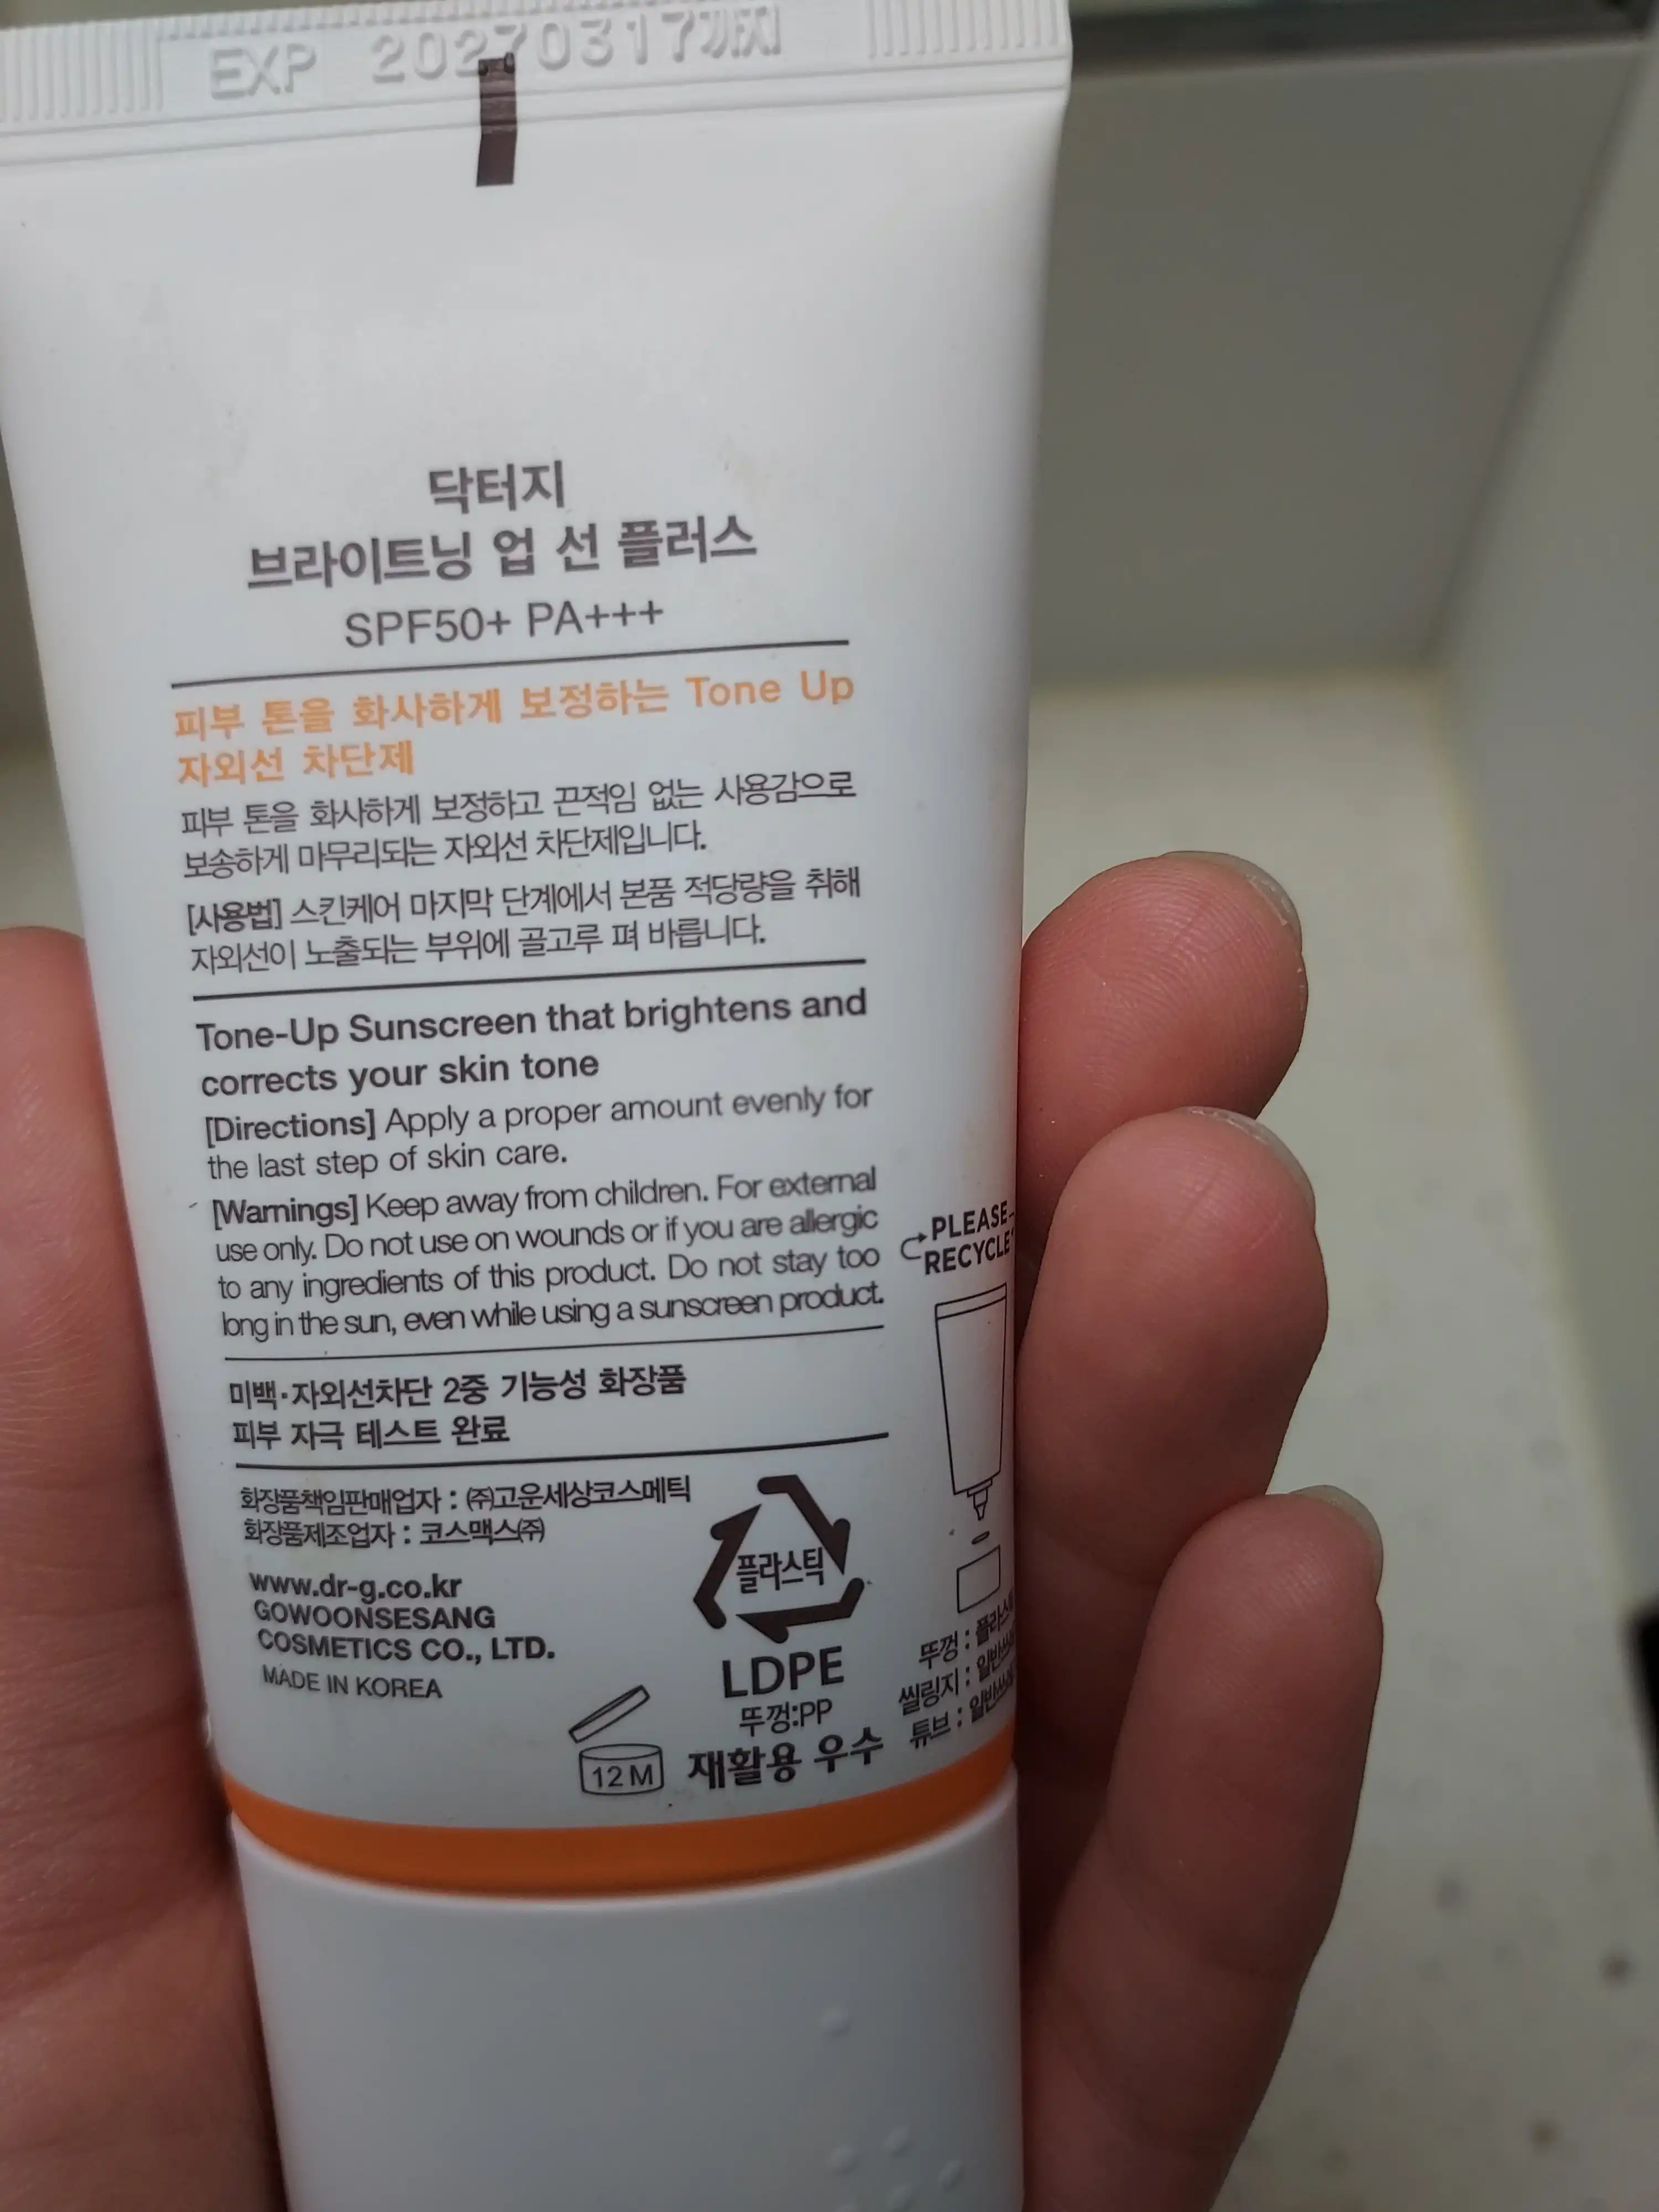 EXP 20270317까지
닥터지
브라이트닝 업 선 플러스
SPF50+ PA+++
피부 톤을 화사하게 보정하는 Tone Up
자외선 차단제
피부 톤을 화사하게 보정하고 끈적임 없는 사용감으로
보송하게 마무리되는 자외선 차단제입니다.
[사용법] 스킨케어 마지막 단계에서 본품 적당량을 취해
자외선이 노출되는 부위에 골고루 펴 바릅니다.
Tone-Up Sunscreen that brightens and
corrects your skin tone
[Directions] Apply a proper amount evenly for
the last step of skin care.
[Warnings] Keep away from children. For external
use only. Do not use on wounds or if you are allergic
to any ingredients of this product. Do not stay too
long in the sun, even while using a sunscreen product.
미백·자외선차단 2중 기능성 화장품
피부 자극 테스트 완료
화장품책임판매업자 : ㈜고운세상코스메틱
화장품제조업자 : 코스맥스㈜
www.dr-g.co.kr
GOWOONSESANG
COSMETICS CO., LTD.
MADE IN KOREA
12M
플라스틱
LDPE
뚜껑:PP
재활용 우수
PLEASE
RECYCLE
뚜껑 :
씰링지 :
튜브 :